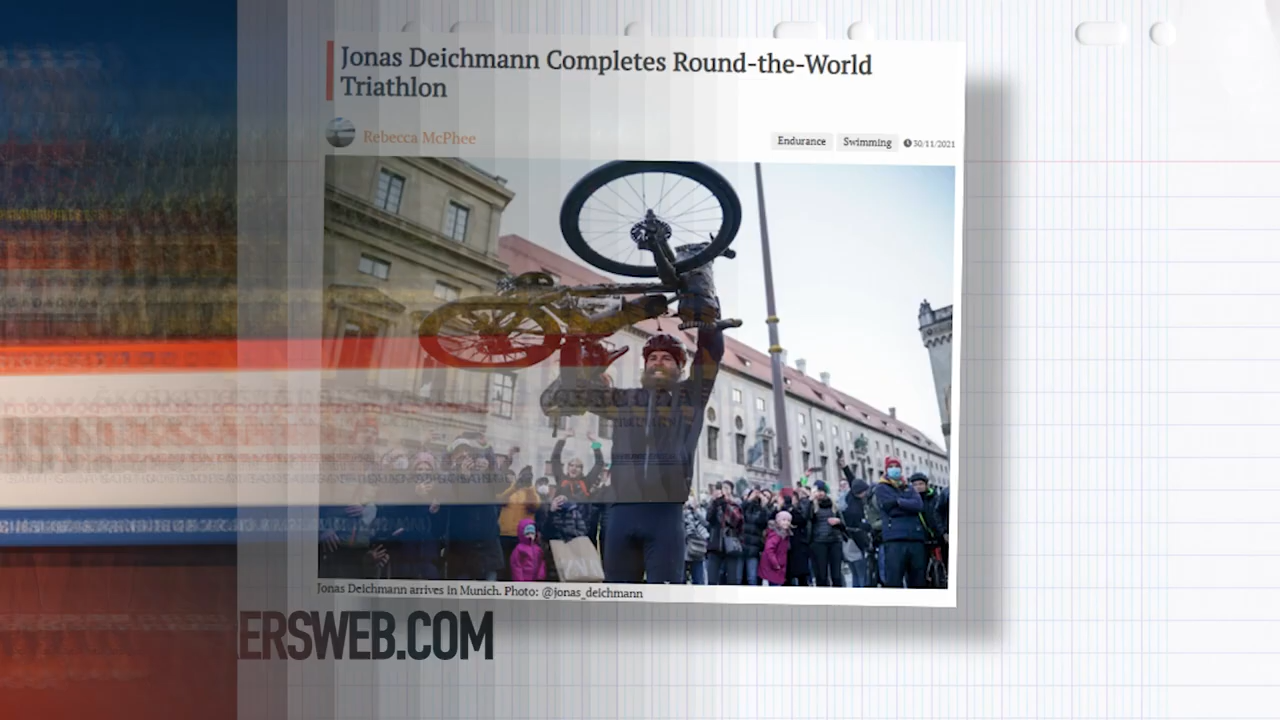 Jonas Deichmann Completes Round-the-World
Triathlon
Rebecca McPhee
Endurance Swimming 30/11/2021
Jonas Deichmann arrives in Munich. Photo: @jonas_deichmann
ERSWEB.COM